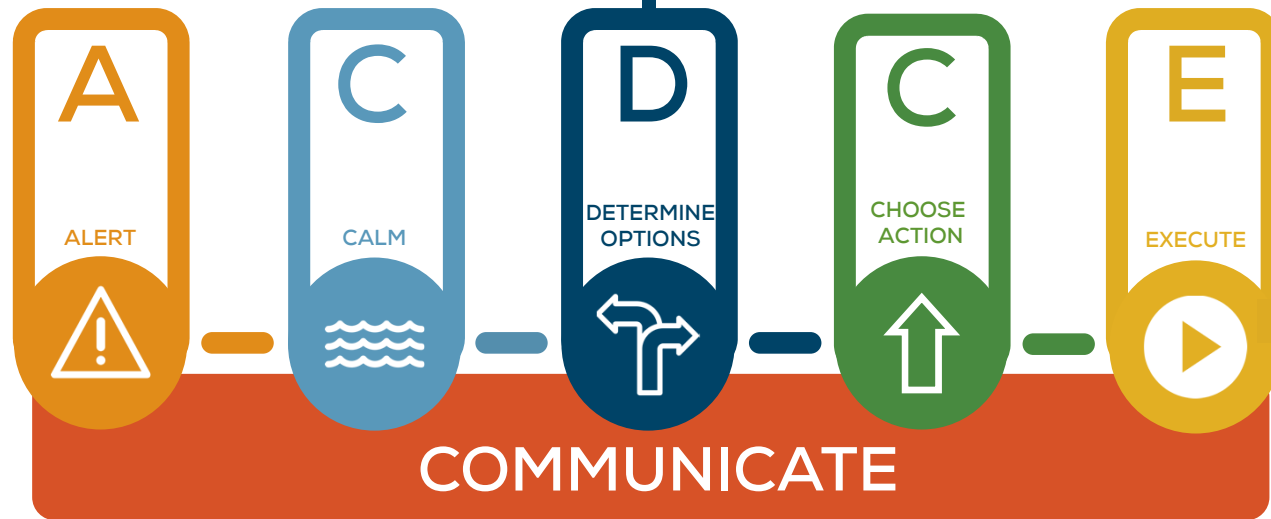 A
ALERT
C
CALM
D
DETERMINE
OPTIONS
C
CHOOSE
ACTION
E
EXECUTE
COMMUNICATE